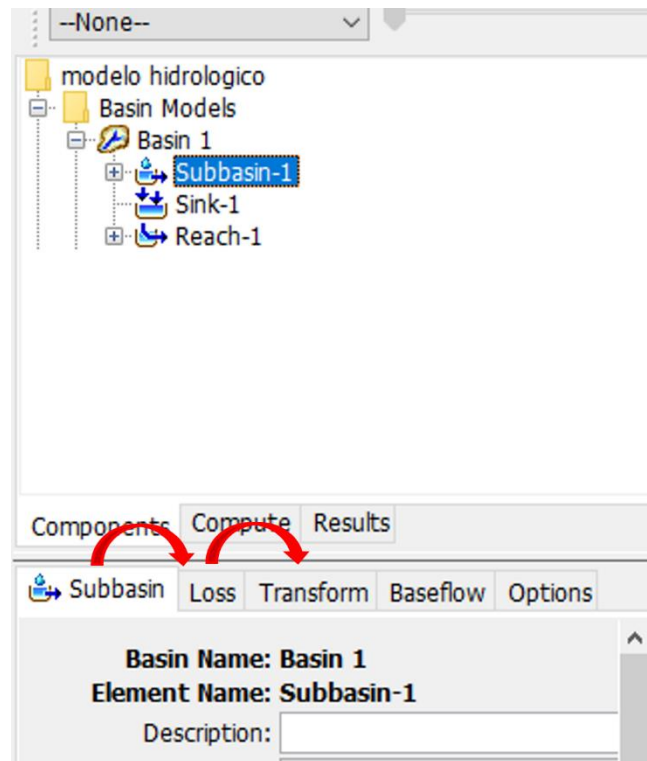 --None--
modelo hidrologico
Basin Models
Basin 1
Subbasin-1
Sink-1
Reach-1
Components Compute Results
Subbasin Loss Transform Baseflow Options
Basin Name: Basin 1
Element Name: Subbasin-1
Description: